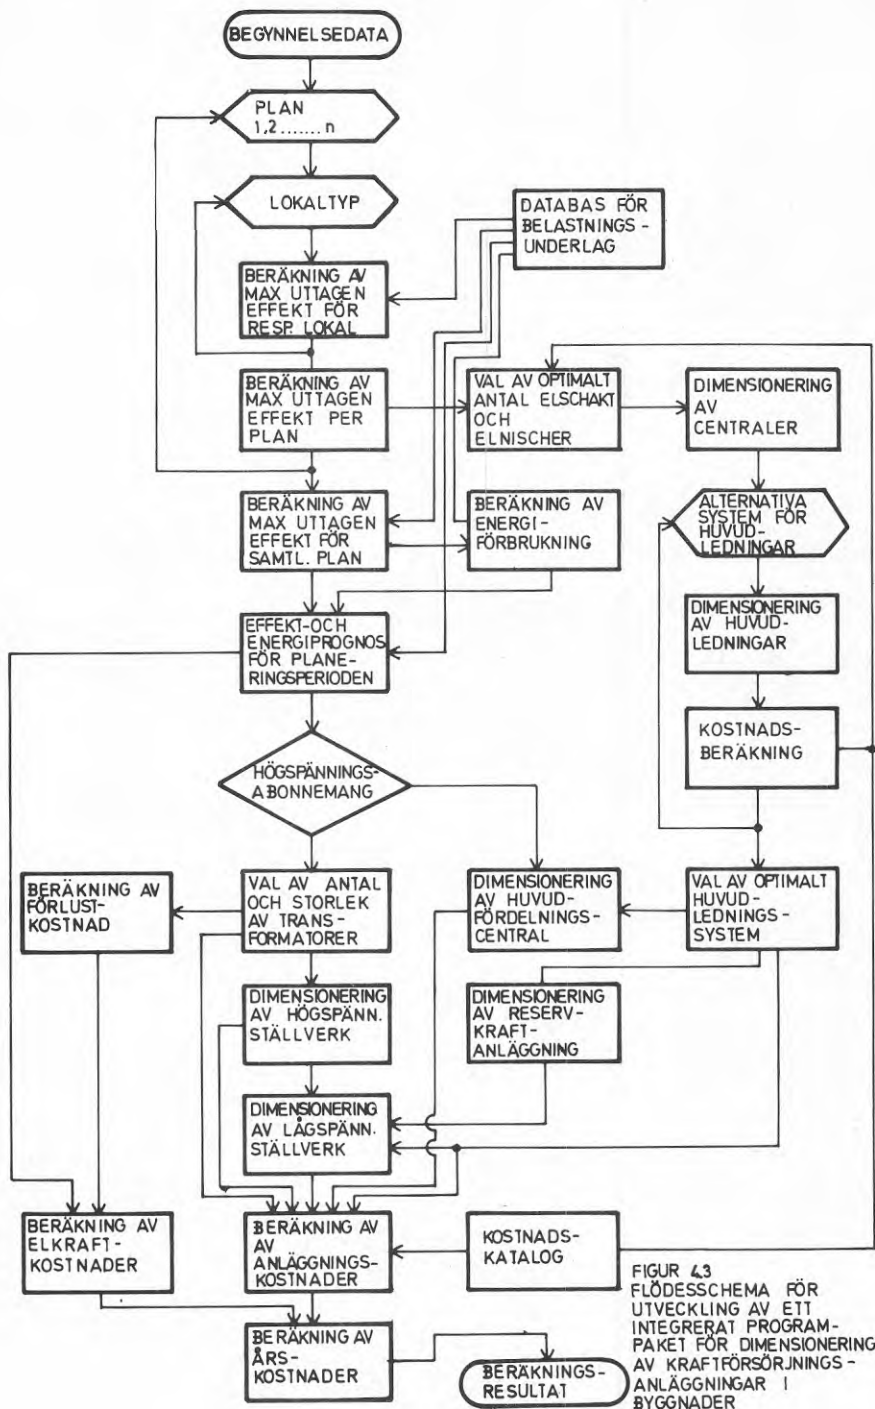 BEGYNNELSEDATA
PLAN
1,2.......n
LOKALTYP
DATABAS FÖR
BELASTNINGS-
UNDERLAG
BERÄKNING AV
MAX UTTAGEN
EFFEKT FÖR
RESP. LOKAL
BERÄKNING AV
MAX UTTAGEN
EFFEKT PER
PLAN
VAL AV OPTIMALT
ANTAL ELSCHAKT
OCH
ELNISCHER
DIMENSIONERING
AV
CENTRALER
BERÄKNING AV
MAX UTTAGEN
EFFEKT FÖR
SAMTL. PLAN
BERÄKNING AV
ENERGI-
FÖRBRUKNING
ALTERNATIVA
SYSTEM FÖR
HUVUD-
LEDNINGAR
EFFEKT-OCH
ENERGIPROGNOS
FÖR PLANE-
RINGSPERIODEN
DIMENSIONERING
AV HUVUD-
LEDNINGAR
KOSTNADS-
BERÄKNING
HÖGSPÄNNINGS-
ABONNEMANG
BERÄKNING AV
FÖRLUST-
KOSTNAD
VAL AV ANTAL
OCH STORLEK
AV TRANS-
FORMATORER
DIMENSIONERING
AV HUVUD-
FÖRDELNINGS-
CENTRAL
VAL AV OPTIMALT
HUVUD-
LEDNINGS-
SYSTEM
DIMENSIONERING
AV HÖGSPÄNN.
STÄLLVERK
DIMENSIONERING
AV RESERV-
KRAFT-
ANLÄGGNING
DIMENSIONERING
AV LÅGSPÄNN.
STÄLLVERK
BERÄKNING AV
ELKRAFT-
KOSTNADER
BERÄKNING AV
AV
ANLÄGGNINGS-
KOSTNADER
KOSTNADS-
KATALOG
BERÄKNING AV
ÅRS-
KOSTNADER
BERÄKNINGS-
RESULTAT
FIGUR 4.3
FLÖDESSCHEMA FÖR
UTVECKLING AV ETT
INTEGRERAT PROGRAM-
PAKET FÖR DIMENSIONERING
AV KRAFTFÖRSÖRJNINGS-
ANLÄGGNINGAR I
BYGGNADER